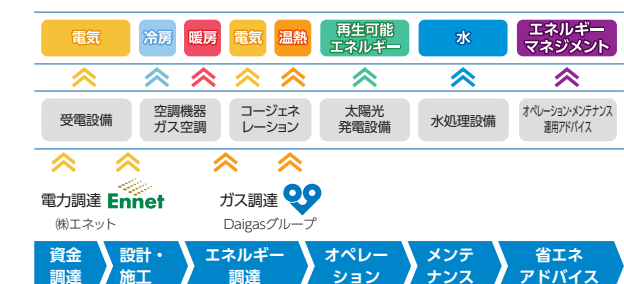 電気
冷房
暖房
電気
温熱
再生可能
エネルギー
水
エネルギー
マネジメント
受電設備
空調機器
ガス空調
コージェネ
レーション
太陽光
発電設備
水処理設備
オペレーション・メンテナンス
運用アドバイス
電力調達 Ennet
㈱エネット
ガス調達
Daigasグループ
資金
調達
設計・
施工
エネルギー
調達
オペレー
ション
メンテ
ナンス
省エネ
アドバイス